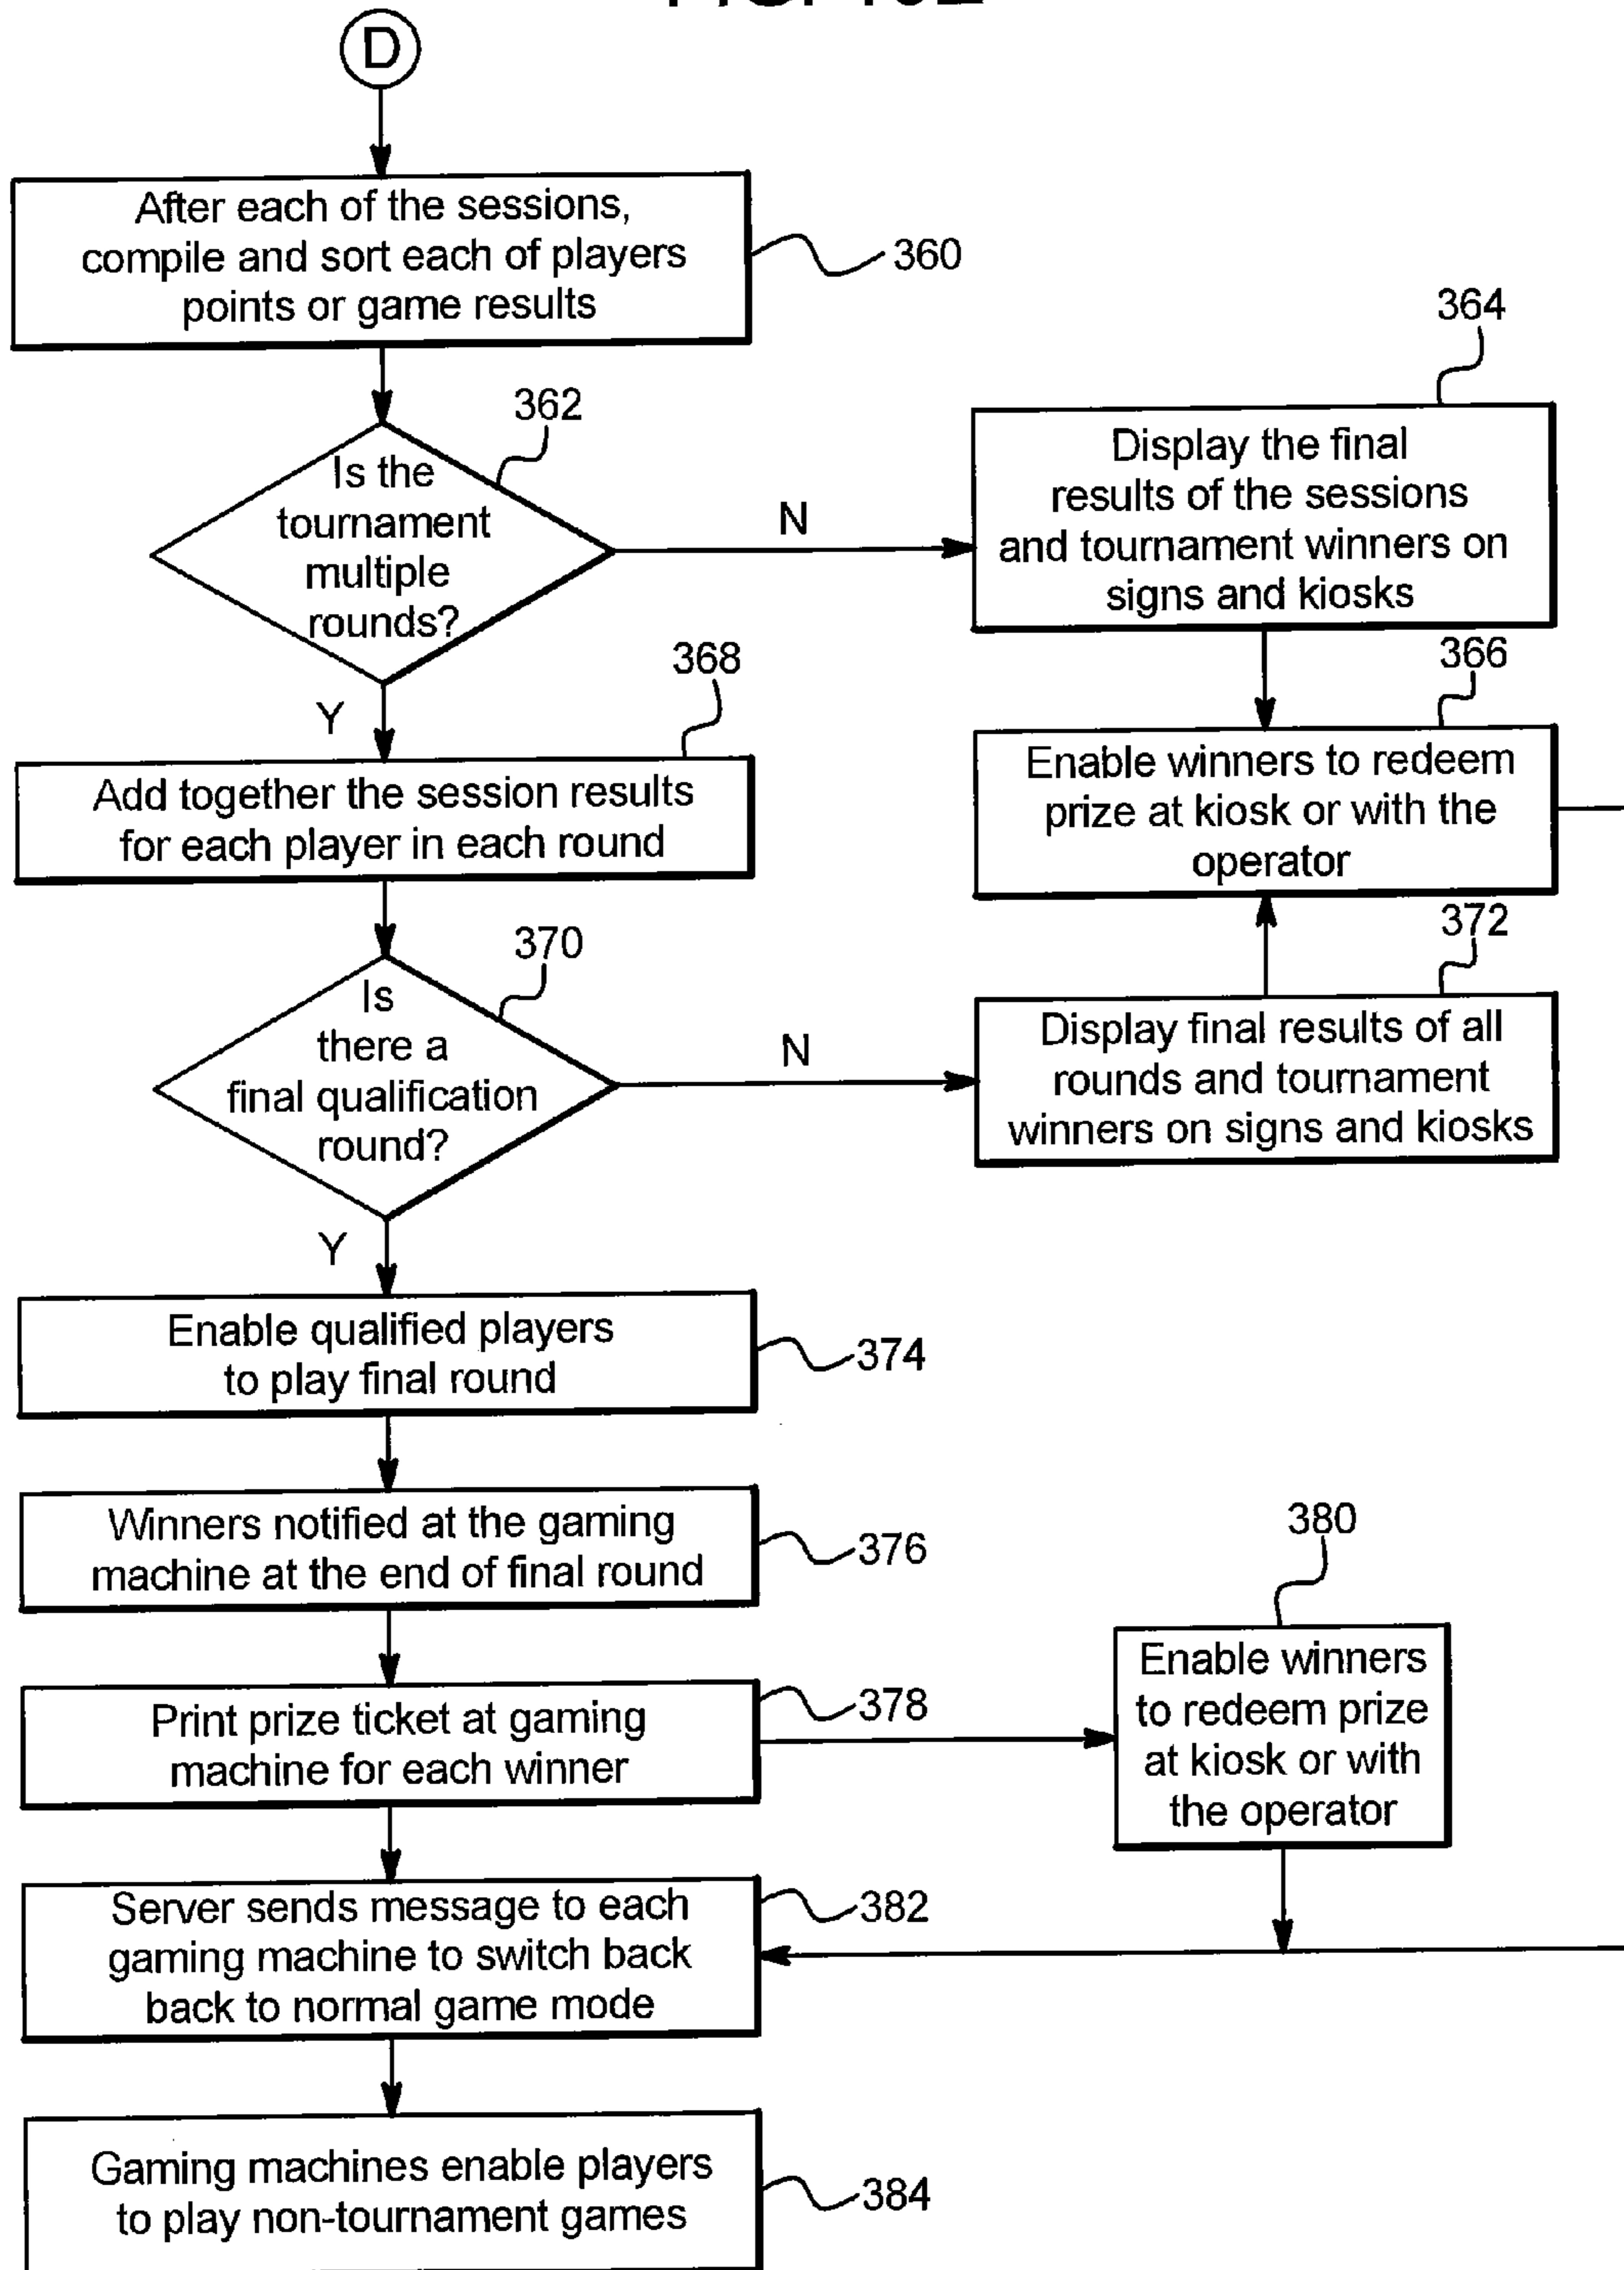 D
After each of the sessions,
compile and sort each of players
points or game results
360
362
Is the
tournament
multiple
rounds?
N
364
Display the final
results of the sessions
and tournament winners on
signs and kiosks
Y
366
Enable winners to redeem
prize at kiosk or with the
operator
368
Add together the session results
for each player in each round
370
Is
there a
final qualification
round?
N
372
Display final results of all
rounds and tournament
winners on signs and kiosks
Y
Enable qualified players
to play final round
374
Winners notified at the gaming
machine at the end of final round
376
Print prize ticket at gaming
machine for each winner
378
380
Enable winners
to redeem prize
at kiosk or with
the operator
Server sends message to each
gaming machine to switch back
back to normal game mode
382
Gaming machines enable players
to play non-tournament games
384